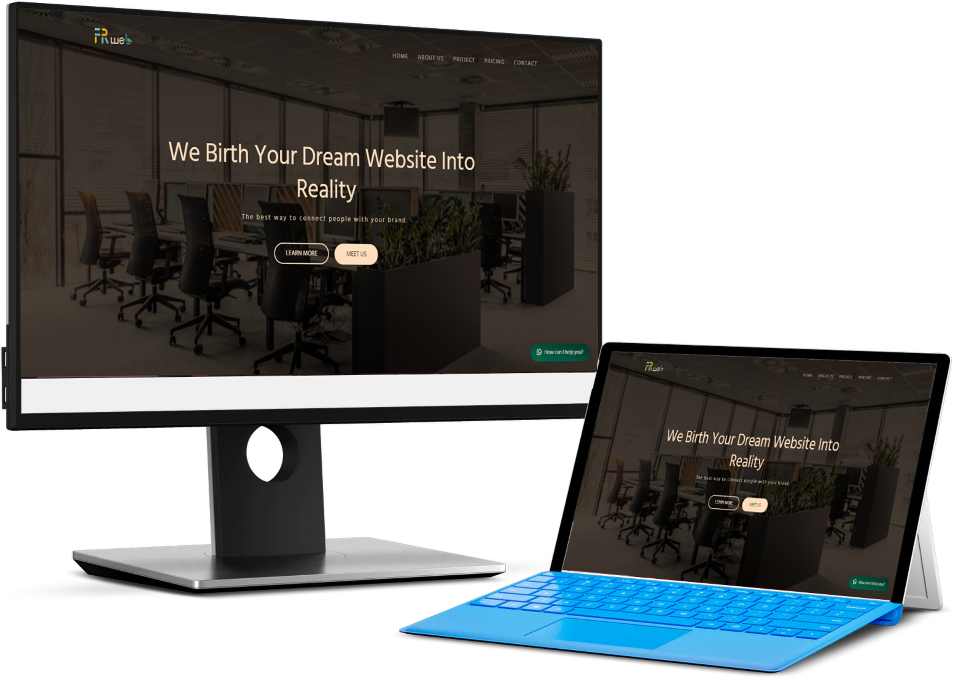 FR web
HOME ABOUT US PROJECT PRICING CONTACT
We Birth Your Dream Website Into
Reality
The best way to connect people with your brand.
LEARN MORE MEET US
How can I help you?
FR web
HOME ABOUT US PROJECT PRICING CONTACT
We Birth Your Dream Website Into
Reality
The best way to connect people with your brand
LEARN MORE MEET US
How can I help you?